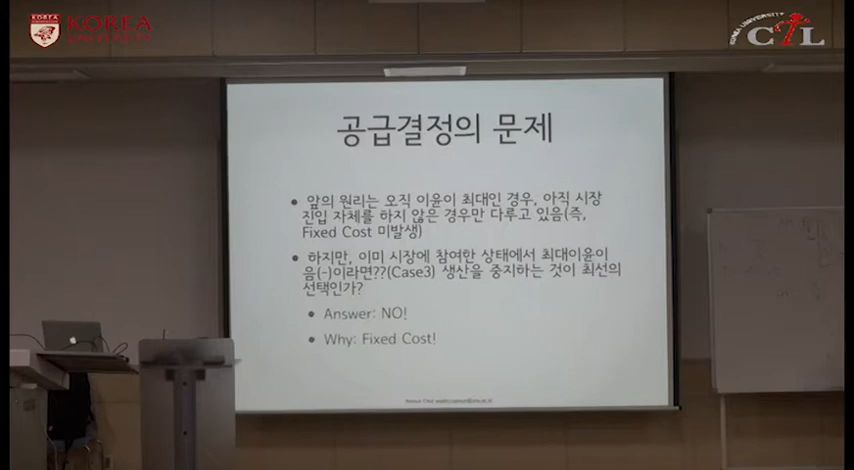 KOREA
UNIVERSITY
KOREA UNIVERSITY
CTL
공급결정의 문제
• 앞의 원리는 오직 이윤이 최대인 경우, 아직 시장
진입 자체를 하지 않은 경우만 다루고 있음(즉,
Fixed Cost 미발생)
• 하지만, 이미 시장에 참여한 상태에서 최대이윤이
음(-)이라면??(Case3) 생산을 중지하는 것이 최선의
선택인가?
• Answer: NO!
• Why: Fixed Cost!